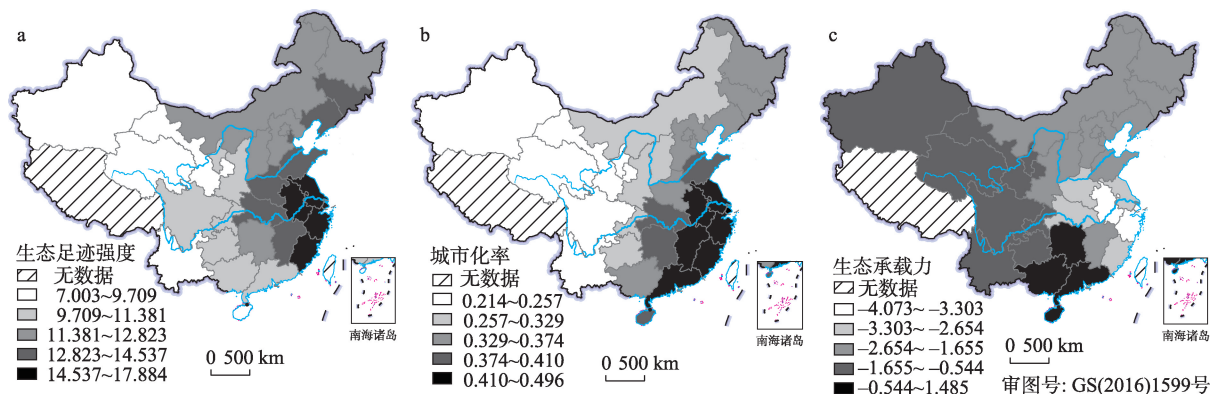 a
生态足迹强度
无数据
7.003~9.709
9.709~11.381
11.381~12.823
12.823~14.537
14.537~17.884
0 500 km
南海诸岛
b
城市化率
无数据
0.214~0.257
0.257~0.329
0.329~0.374
0.374~0.410
0.410~0.496
0 500 km
南海诸岛
c
生态承载力
无数据
–4.073~ –3.303
–3.303~ –2.654
–2.654~ –1.655
–1.655~ –0.544
–0.544~1.485
0 500 km
南海诸岛
审图号: GS(2016)1599号